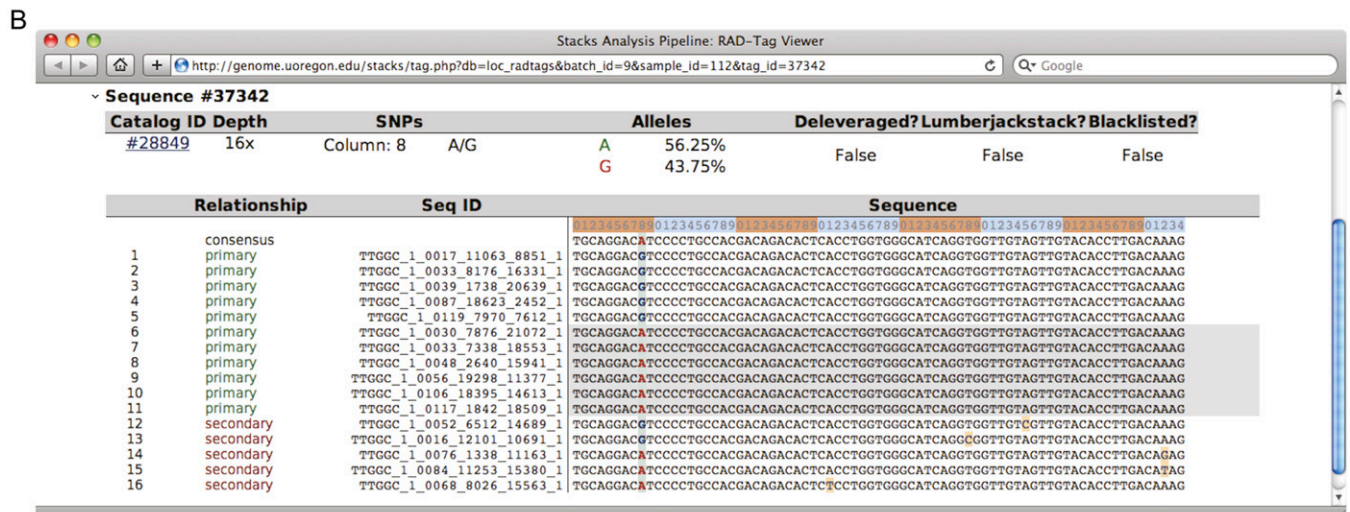 B
Stacks Analysis Pipeline: RAD-Tag Viewer
http://genome.uoregon.edu/stacks/tag.php?db=loc_radtags&batch_id=9&sample_id=112&tag_id=37342 Google
Sequence #37342
Catalog ID Depth SNPs Alleles Deleveraged? Lumberjackstack? Blacklisted?
#28849 16x Column: 8 A/G A 56.25% False False False
G 43.75%
Relationship Seq ID Sequence
012345678901234567890123456789012345678901234567890123456789012345678901234
consensus TGCAGGACATCCCCTGCCACGACAGACACTCACCTGGTGGGCATCAGGTGGTTGTAGTTGTACACCTTGACAAAG
1 primary TTGGC_1_0017_11063_8851_1 TGCAGGACGTCCCCTGCCACGACAGACACTCACCTGGTGGGCATCAGGTGGTTGTAGTTGTACACCTTGACAAAG
2 primary TTGGC_1_0033_8176_16331_1 TGCAGGACGTCCCCTGCCACGACAGACACTCACCTGGTGGGCATCAGGTGGTTGTAGTTGTACACCTTGACAAAG
3 primary TTGGC_1_0039_1738_20639_1 TGCAGGACGTCCCCTGCCACGACAGACACTCACCTGGTGGGCATCAGGTGGTTGTAGTTGTACACCTTGACAAAG
4 primary TTGGC_1_0087_18623_2452_1 TGCAGGACGTCCCCTGCCACGACAGACACTCACCTGGTGGGCATCAGGTGGTTGTAGTTGTACACCTTGACAAAG
5 primary TTGGC_1_0119_7970_7612_1 TGCAGGACGTCCCCTGCCACGACAGACACTCACCTGGTGGGCATCAGGTGGTTGTAGTTGTACACCTTGACAAAG
6 primary TTGGC_1_0030_7876_21072_1 TGCAGGACATCCCCTGCCACGACAGACACTCACCTGGTGGGCATCAGGTGGTTGTAGTTGTACACCTTGACAAAG
7 primary TTGGC_1_0033_7338_18553_1 TGCAGGACATCCCCTGCCACGACAGACACTCACCTGGTGGGCATCAGGTGGTTGTAGTTGTACACCTTGACAAAG
8 primary TTGGC_1_0048_2640_15941_1 TGCAGGACATCCCCTGCCACGACAGACACTCACCTGGTGGGCATCAGGTGGTTGTAGTTGTACACCTTGACAAAG
9 primary TTGGC_1_0056_19298_11377_1 TGCAGGACATCCCCTGCCACGACAGACACTCACCTGGTGGGCATCAGGTGGTTGTAGTTGTACACCTTGACAAAG
10 primary TTGGC_1_0106_18395_14613_1 TGCAGGACATCCCCTGCCACGACAGACACTCACCTGGTGGGCATCAGGTGGTTGTAGTTGTACACCTTGACAAAG
11 primary TTGGC_1_0117_1842_18509_1 TGCAGGACATCCCCTGCCACGACAGACACTCACCTGGTGGGCATCAGGTGGTTGTAGTTGTACACCTTGACAAAG
12 secondary TTGGC_1_0052_6512_14689_1 TGCAGGACGTCCCCTGCCACGACAGACACTCACCTGGTGGGCATCAGGTGGTTGTCGTTGTACACCTTGACAAAG
13 secondary TTGGC_1_0016_12101_10691_1 TGCAGGACGTCCCCTGCCACGACAGACACTCACCTGGTGGGCATCAGGCGGTTGTAGTTGTACACCTTGACAAAG
14 secondary TTGGC_1_0076_1338_11163_1 TGCAGGACATCCCCTGCCACGACAGACACTCACCTGGTGGGCATCAGGTGGTTGTAGTTGTACACCTTGACAGAG
15 secondary TTGGC_1_0084_11253_15380_1 TGCAGGACATCCCCTGCCACGACAGACACTCACCTGGTGGGCATCAGGTGGTTGTAGTTGTACACCTTGACATAG
16 secondary TTGGC_1_0068_8026_15563_1 TGCAGGACATCCCCTGCCACGACAGACACTCTCCTGGTGGGCATCAGGTGGTTGTAGTTGTACACCTTGACAAAG